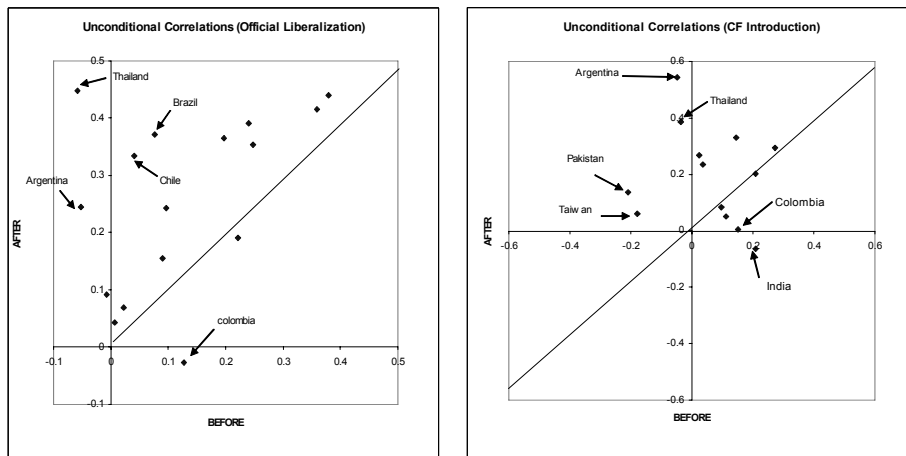 Unconditional Correlations (Official Liberalization)
0.5
Thailand
Brazil
0.4
0.3
Chile
Argentina
AFTER
0.2
0.1
colombia
0
-0.1 0 0.1 0.2 0.3 0.4 0.5
-0.1
BEFORE
Unconditional Correlations (CF Introduction)
0.6
Argentina
Thailand
0.4
Pakistan
0.2
Taiw an
Colombia
AFTER
0
-0.6 -0.4 -0.2 0 0.2 0.4 0.6
India
-0.2
-0.4
-0.6
BEFORE